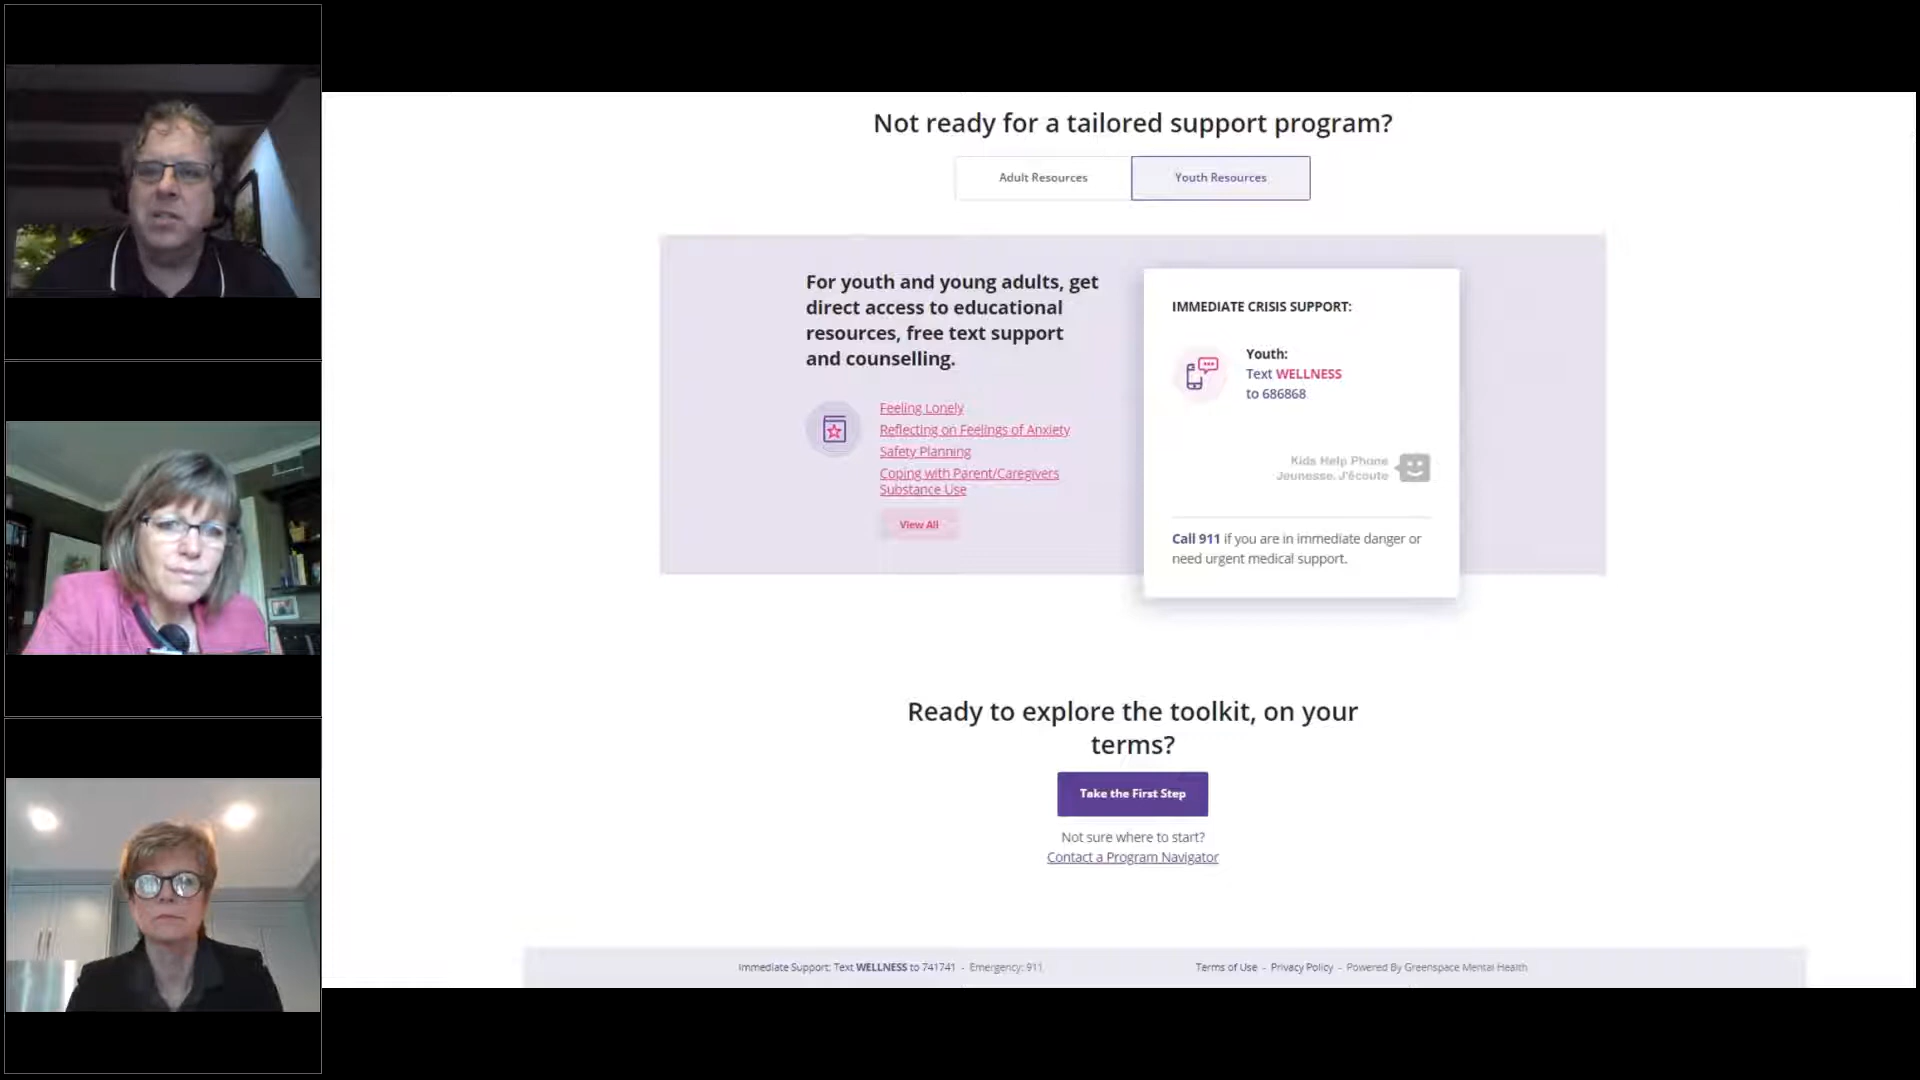 Not ready for a tailored support program?
Adult Resources
Youth Resources
For youth and young adults, get
direct access to educational
resources, free text support
and counselling.
Feeling Lonely
Reflecting on Feelings of Anxiety
Safety Planning
Coping with Parent/Caregivers
Substance Use
View All
IMMEDIATE CRISIS SUPPORT:
Youth:
Text WELLNESS
to 686868
Kids Help Phone
Jeunesse, J'écoute
Call 911 if you are in immediate danger or
need urgent medical support.
Ready to explore the toolkit, on your
terms?
Take the First Step
Not sure where to start?
Contact a Program Navigator
Immediate Support: Text WELLNESS to 741741 - Emergency: 911
Terms of Use - Privacy Policy - Powered By Greenspace Mental Health